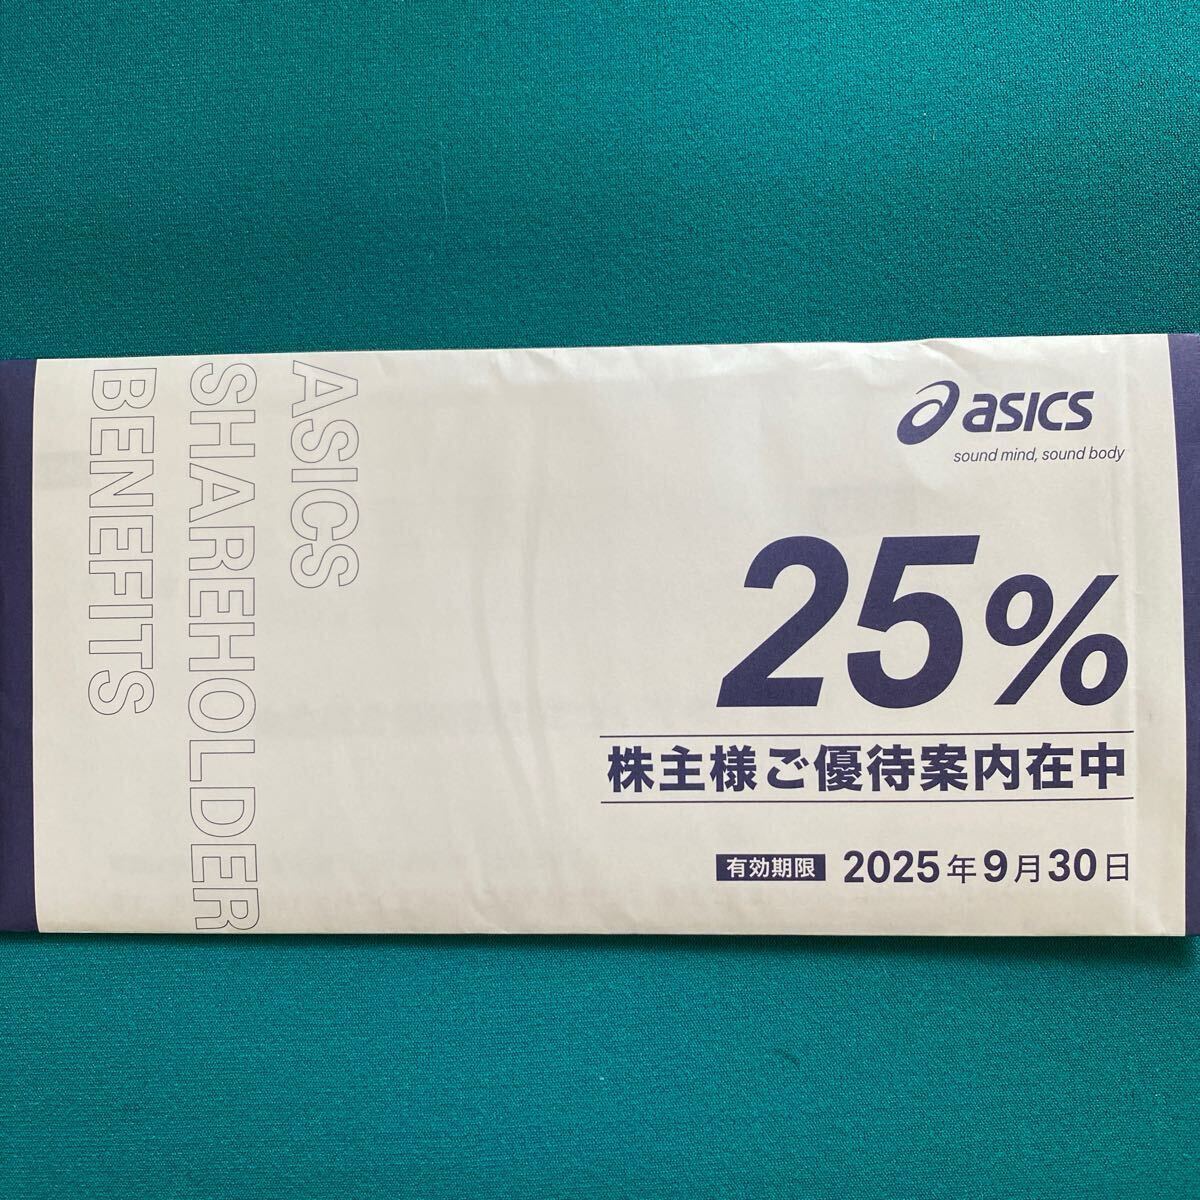 ASICS
SHAREHOLDER
BENEFITS
asics
sound mind, sound body
25%
株主様ご優待案内在中
有効期限 2025年9月30日